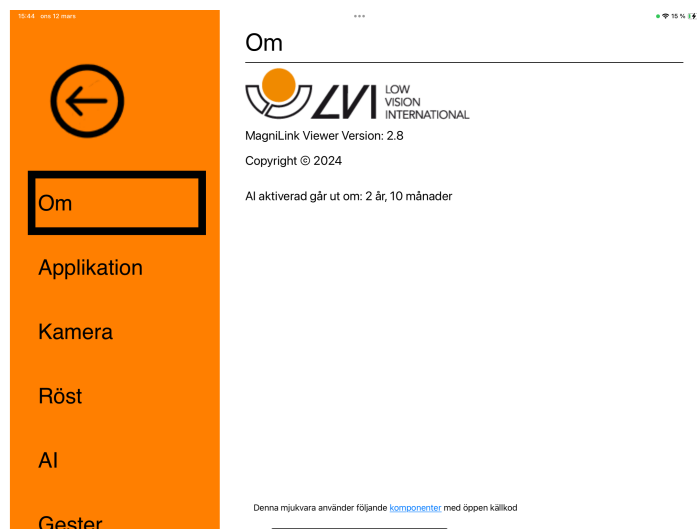 15:44 ons 12 mars
15 %
Om
Applikation
Kamera
Röst
AI
Gester
Om
LVI LOW VISION INTERNATIONAL
MagniLink Viewer Version: 2.8
Copyright © 2024
AI aktiverad går ut om: 2 år, 10 månader
Denna mjukvara använder följande komponenter med öppen källkod